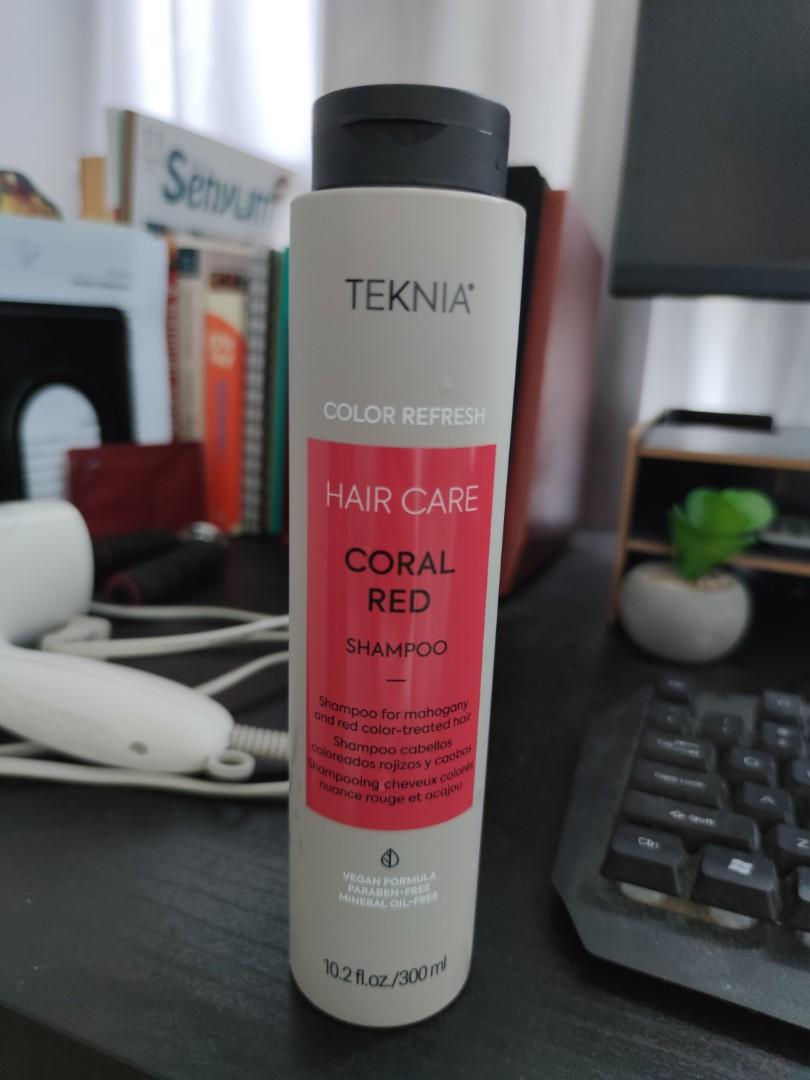 Senyum
TEKNIA
COLOR REFRESH
HAIR CARE
CORAL
RED
SHAMPOO
Shampoo for mahogany
and red color-treated hair
Shampoo cabellos
coloreados rojizos y caobas
Shampooing cheveux colorés
nuance rouge et acajou
VEGAN FORMULA
PARABEN-FREE
MINERAL OIL-FREE
10.2 fl.oz./300 ml
Ctrl
A
Z